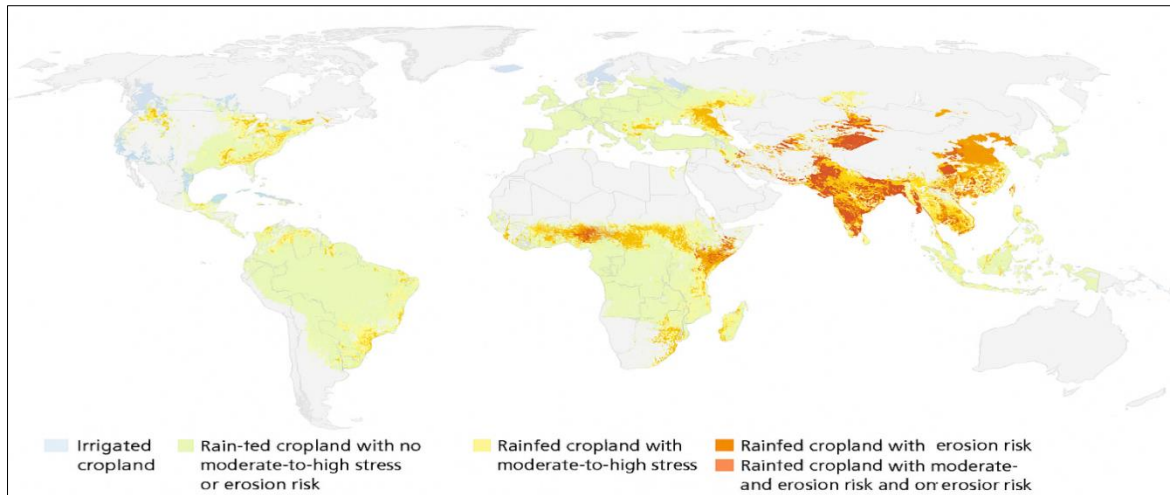 Irrigated
cropland
Rain-ted cropland with no
moderate-to-high stress
or erosion risk
Rainfed cropland with
moderate-to-high stress
Rainfed cropland with erosion risk
Rainfed cropland with moderate-
and erosion risk and on erosior risk